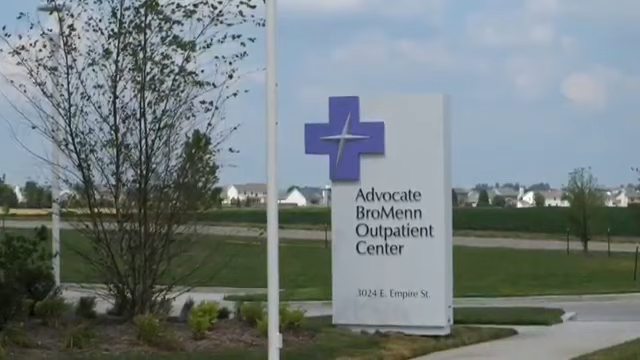 Advocate
BroMenn
Outpatient
Center
3024 E. Empire St.